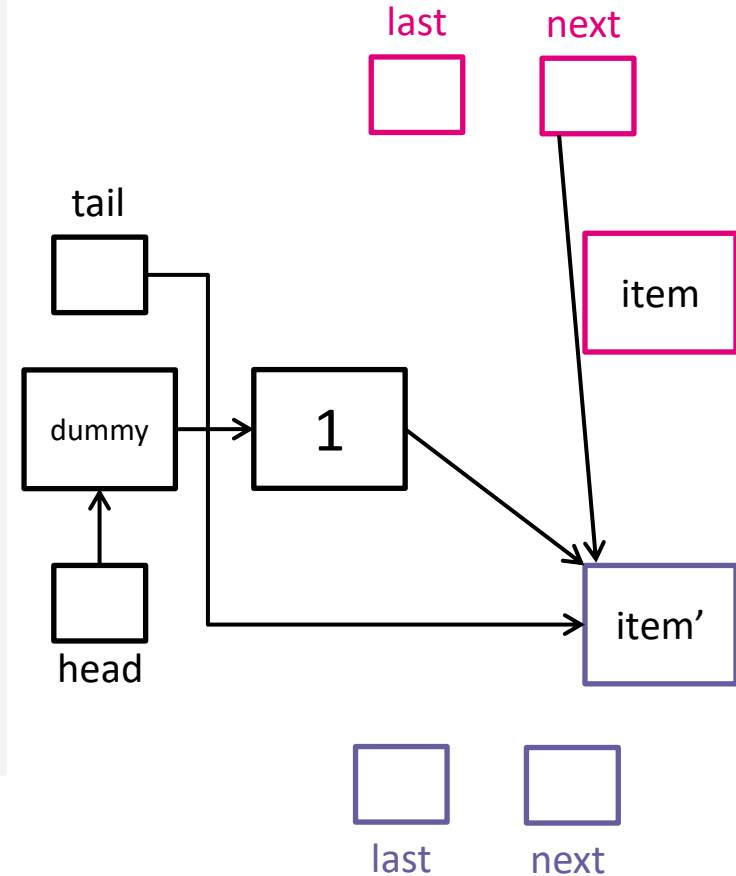 last next
tail
item
dummy
1
item’
head
last next